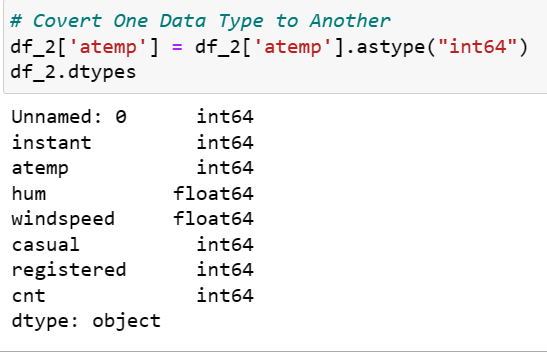 # Covert One Data Type to Another
df_2['atemp'] = df_2['atemp'].astype("int64")
df_2.dtypes
Unnamed: 0 int64
instant int64
atemp int64
hum float64
windspeed float64
casual int64
registered int64
cnt int64
dtype: object